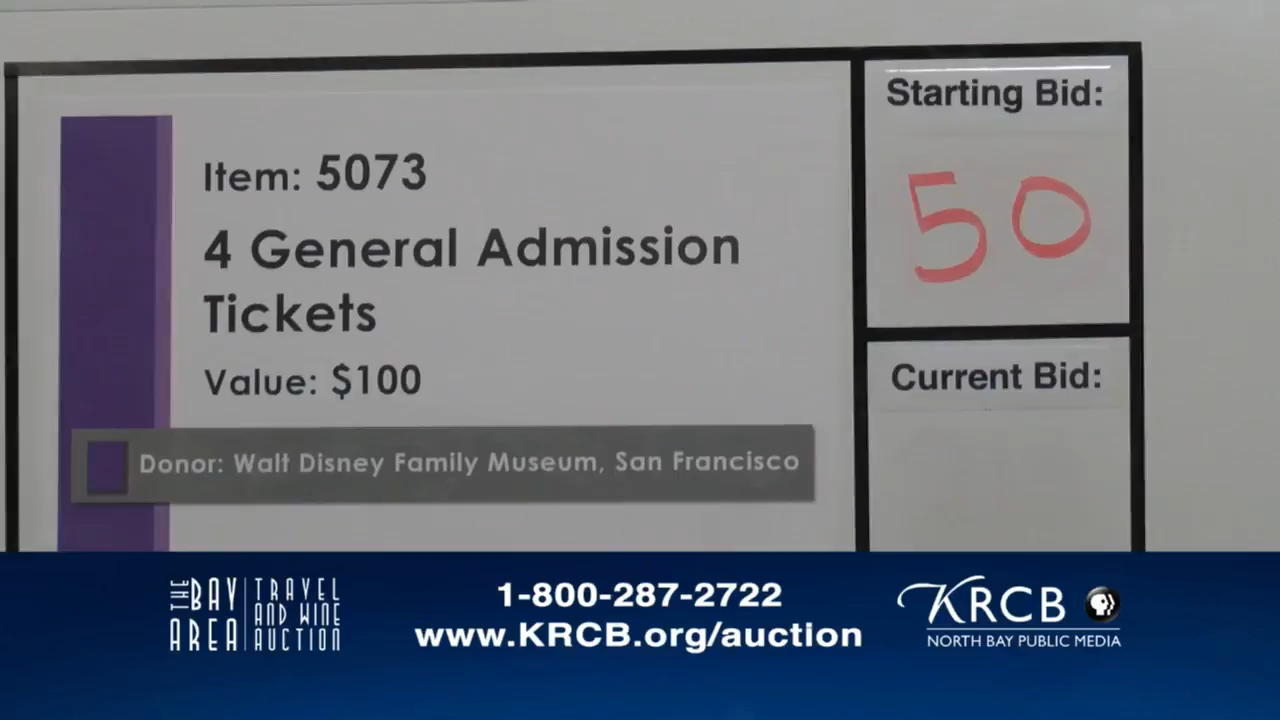 Item: 5073
4 General Admission
Tickets
Value: $100
Donor: Walt Disney Family Museum, San Francisco
Starting Bid:
50
Current Bid:
THE BAY AREA
TRAVEL
AND WINE
AUCTION
1-800-287-2722
www.KRCB.org/auction
KRCB
NORTH BAY PUBLIC MEDIA